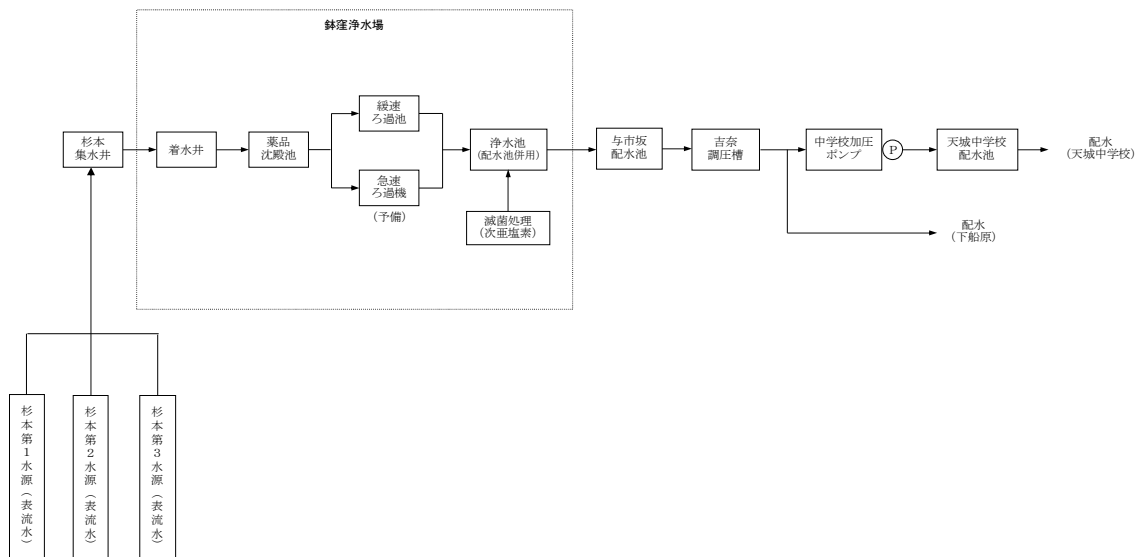 鉢窪浄水場
杉本
集水井
着水井
薬品
沈殿池
緩速
ろ過池
急速
ろ過機
(予備)
浄水池
(配水池併用)
滅菌処理
(次亜塩素)
与市坂
配水池
吉奈
調圧槽
中学校加圧
ポンプ
P
天城中学校
配水池
配水
(天城中学校)
配水
(下船原)
杉本第1水源(表流水)
杉本第2水源(表流水)
杉本第3水源(表流水)